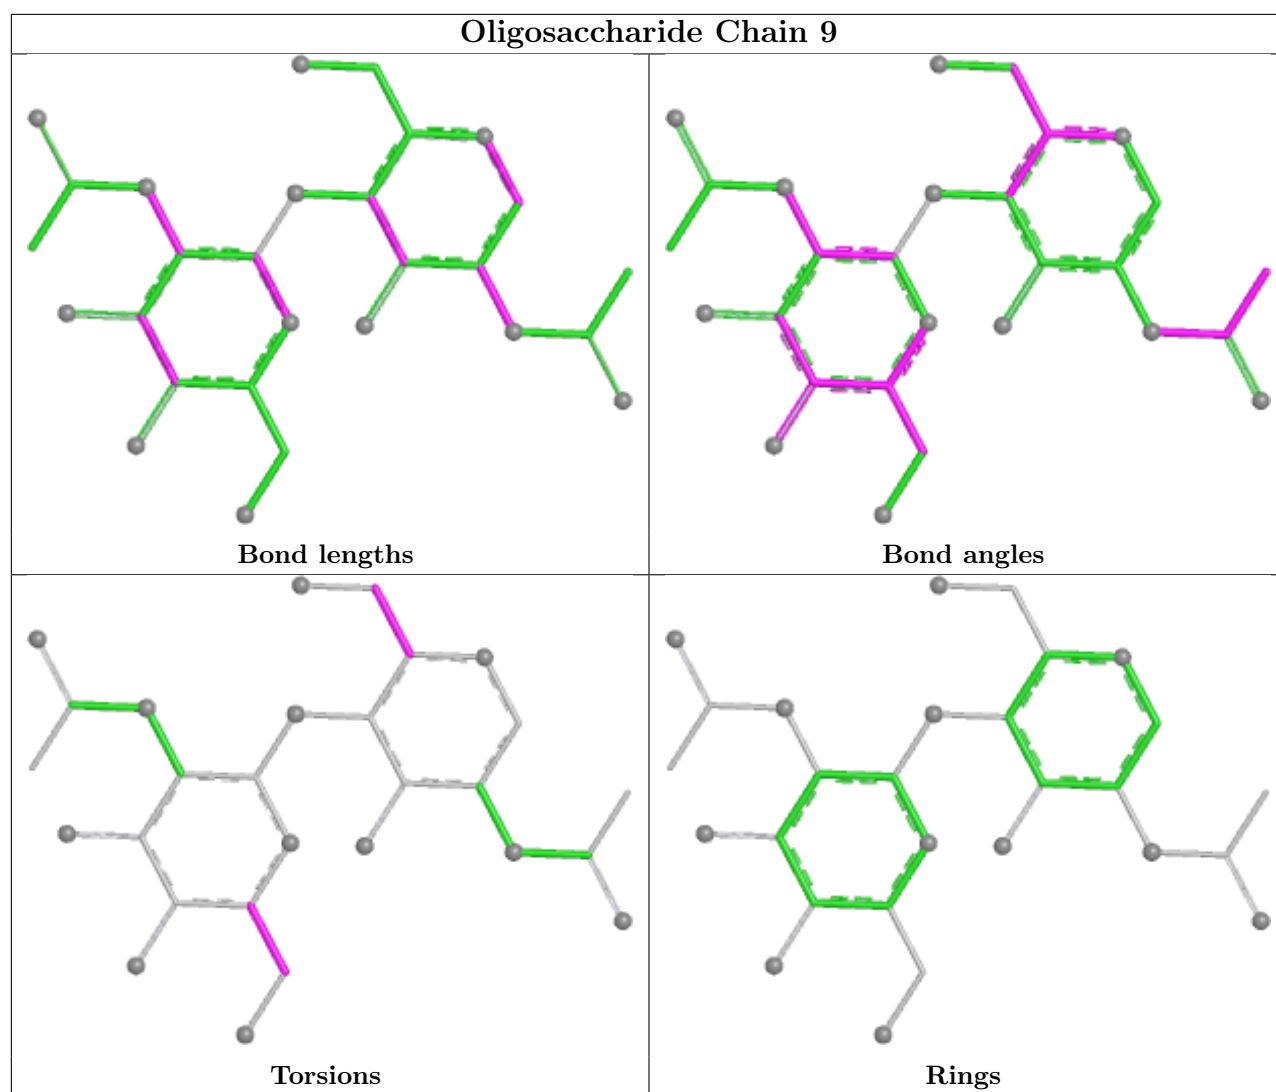 Oligosaccharide Chain 9
Bond lengths
Bond angles
Torsions
Rings